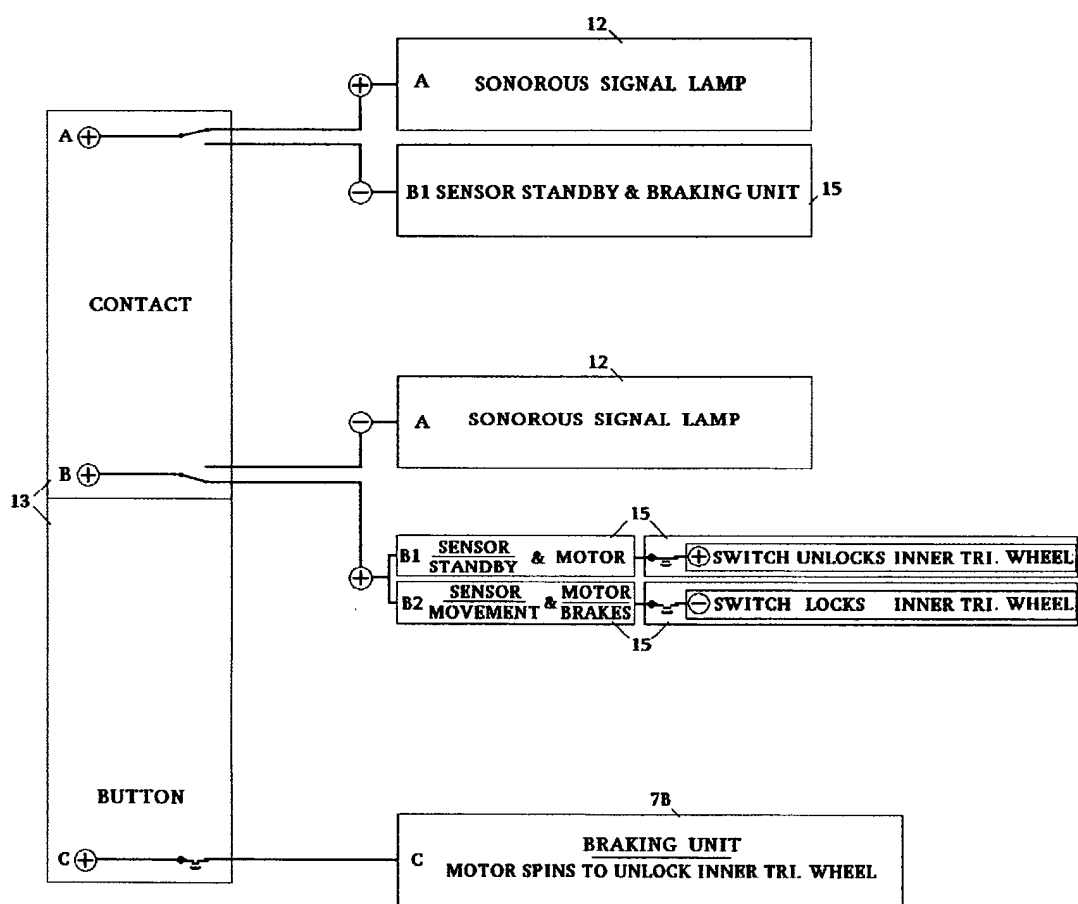 12
A SONOROUS SIGNAL LAMP
A
B1 SENSOR STANDBY & BRAKING UNIT 15
CONTACT
12
A SONOROUS SIGNAL LAMP
B
13
15
B1 SENSOR STANDBY & MOTOR
SWITCH UNLOCKS INNER TRI. WHEEL
B2 SENSOR MOVEMENT & MOTOR BRAKES
SWITCH LOCKS INNER TRI. WHEEL
15
BUTTON
7B
C
C BRAKING UNIT
MOTOR SPINS TO UNLOCK INNER TRI. WHEEL